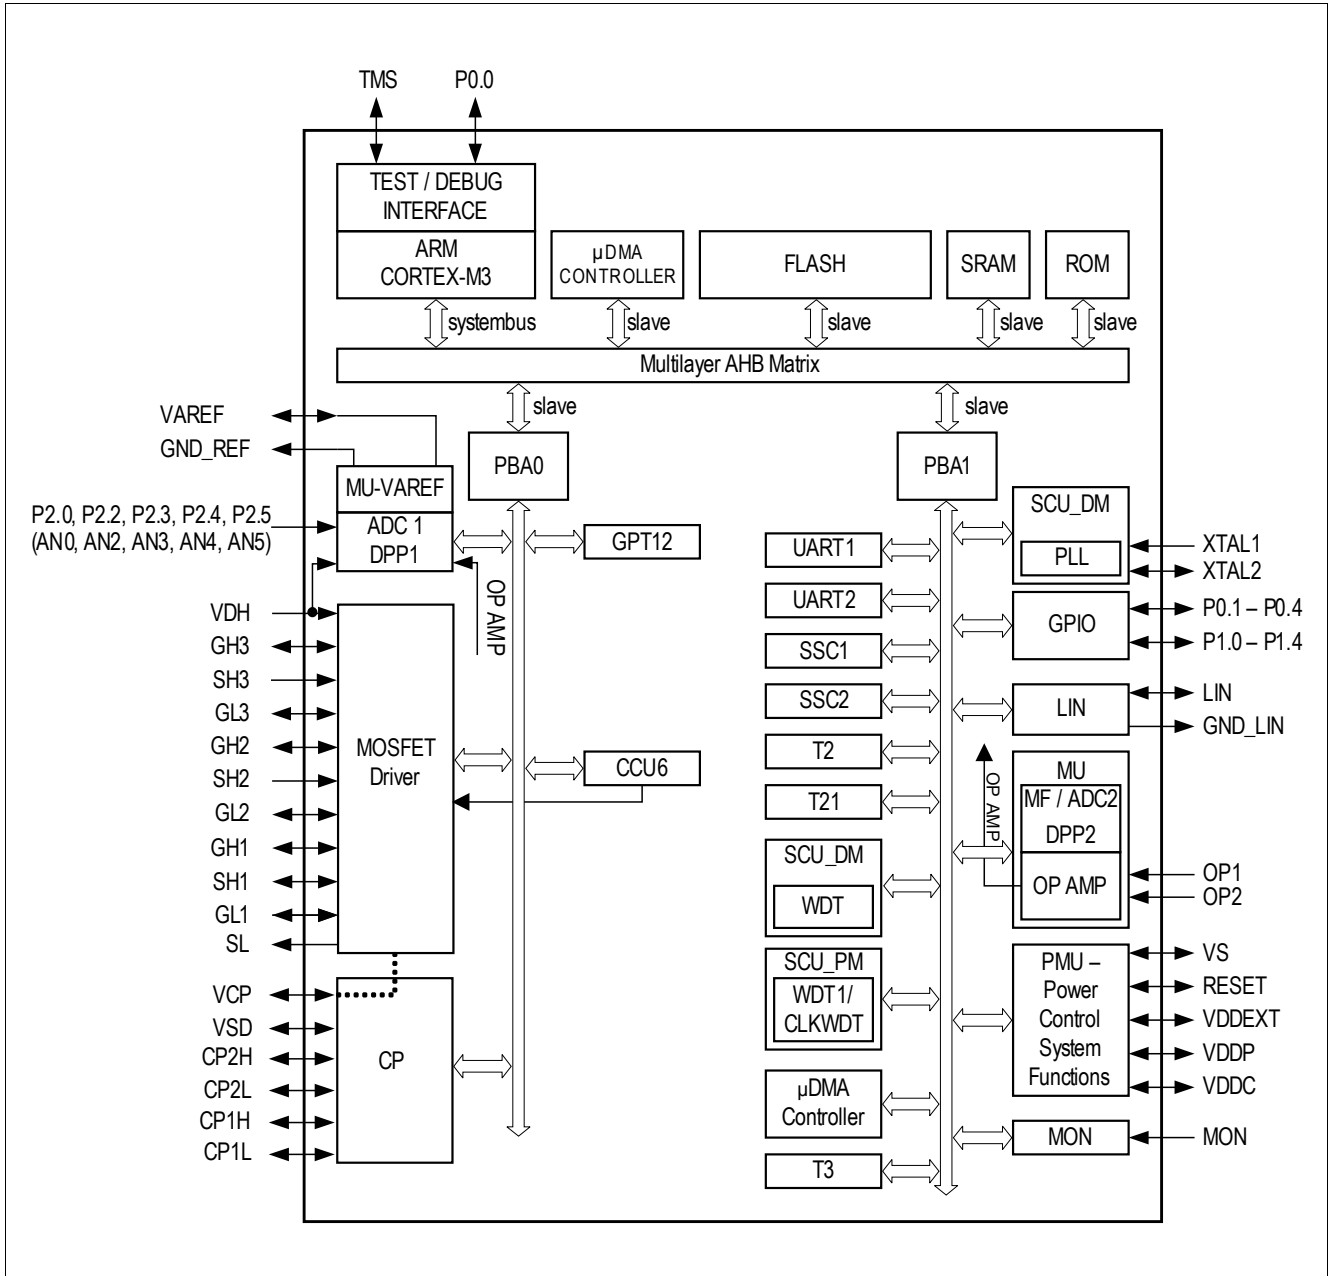 TMS
P0.0
TEST / DEBUG
INTERFACE
ARM
CORTEX-M3
µDMA
CONTROLLER
FLASH
SRAM
ROM
systembus
slave
slave
slave
slave
Multilayer AHB Matrix
slave
slave
VAREF
GND_REF
PBA0
PBA1
MU-VAREF
P2.0, P2.2, P2.3, P2.4, P2.5
(AN0, AN2, AN3, AN4, AN5)
ADC 1
DPP1
OP AMP
GPT12
VDH
GH3
SH3
GL3
GH2
SH2
GL2
GH1
SH1
GL1
SL
MOSFET
Driver
CCU6
VCP
VSD
CP2H
CP2L
CP1H
CP1L
CP
UART1
UART2
SSC1
SSC2
T2
T21
SCU_DM
WDT
SCU_PM
WDT1/
CLKWDT
µDMA
Controller
T3
SCU_DM
PLL
XTAL1
XTAL2
GPIO
P0.1 – P0.4
P1.0 – P1.4
LIN
LIN
GND_LIN
OP AMP
MU
MF / ADC2
DPP2
OP AMP
OP1
OP2
PMU –
Power
Control
System
Functions
VS
RESET
VDDEXT
VDDP
VDDC
MON
MON